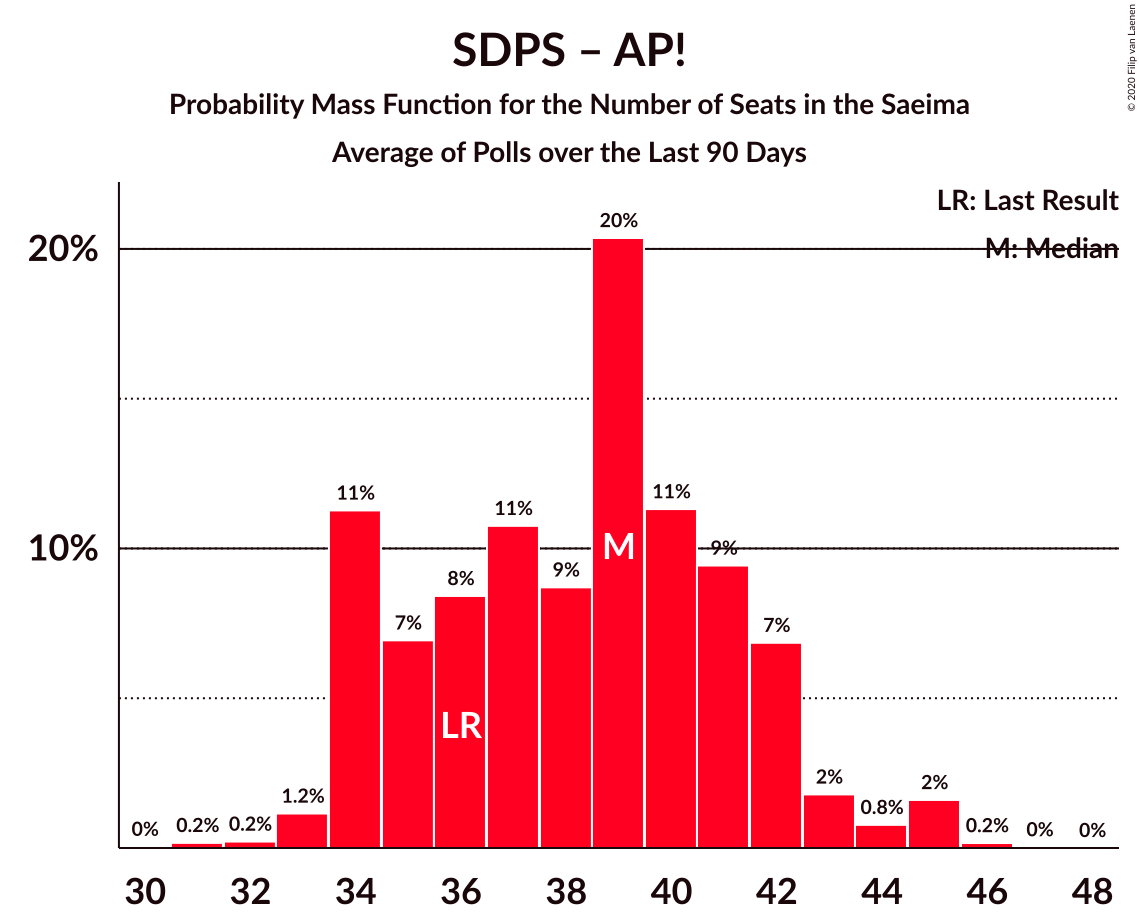 SDPS – AP!
Probability Mass Function for the Number of Seats in the Saeima
Average of Polls over the Last 90 Days
© 2020 Filip van Laenen
LR: Last Result
M: Median
20%
10%
0%
0.2%
0.2%
1.2%
11%
7%
8%
11%
9%
20%
11%
9%
7%
2%
0.8%
2%
0.2%
0%
0%
LR
M
30 32 34 36 38 40 42 44 46 48